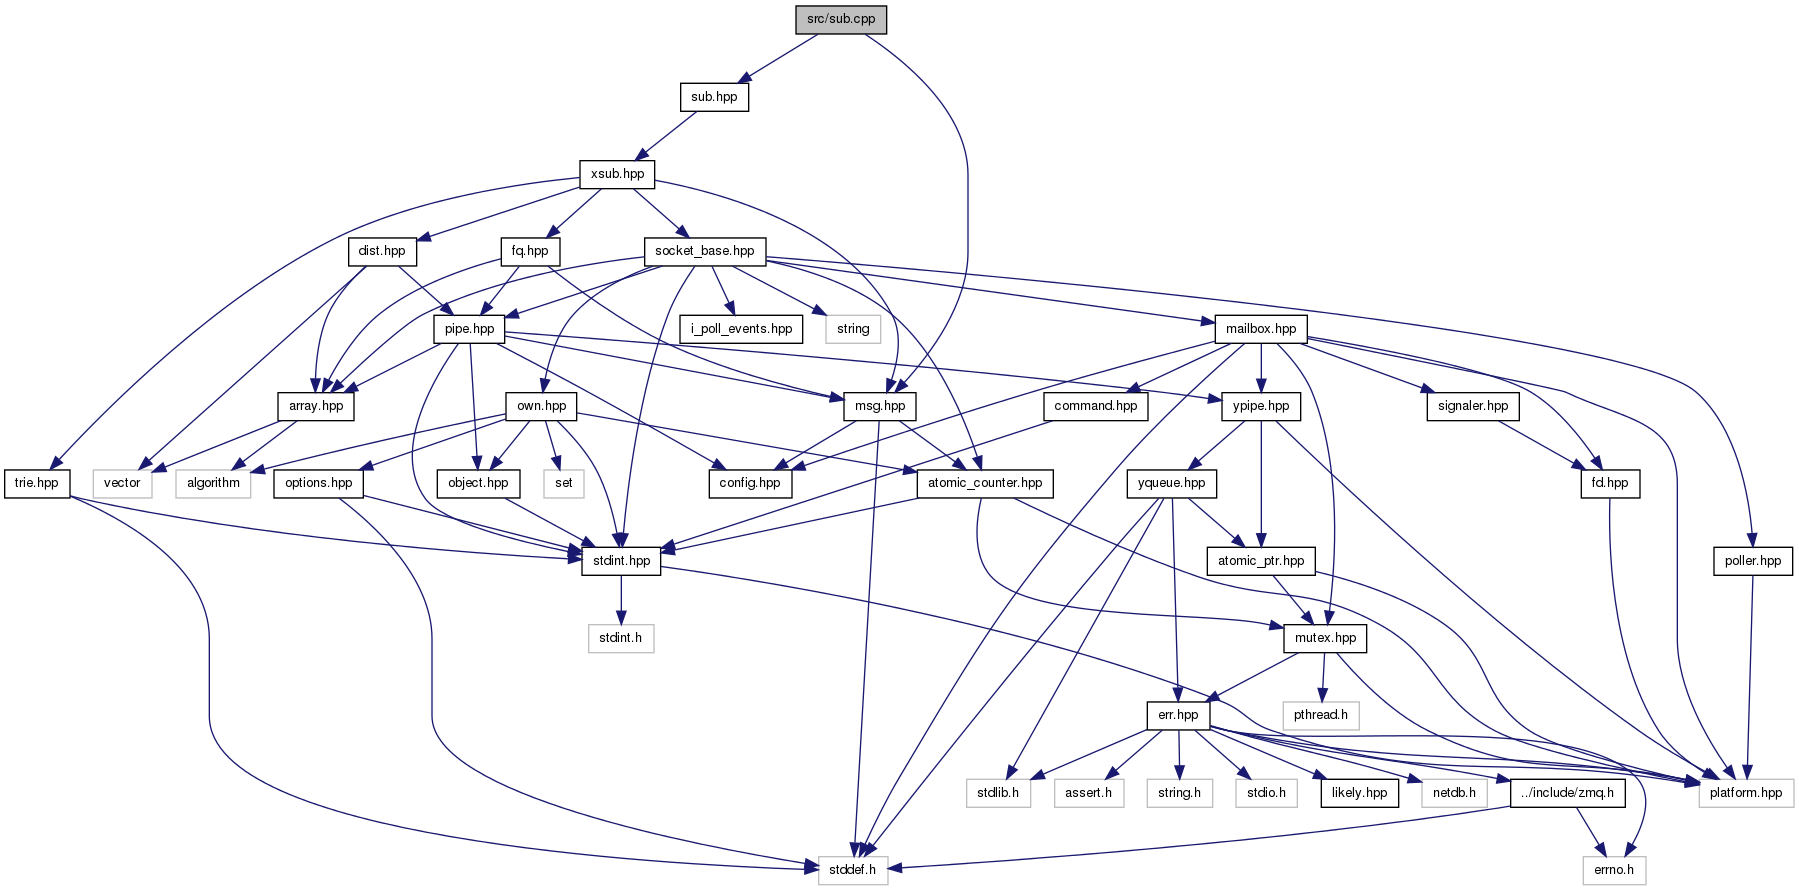 src/sub.cpp
sub.hpp
xsub.hpp
dist.hpp
fq.hpp
socket_base.hpp
pipe.hpp
i_poll_events.hpp
string
mailbox.hpp
array.hpp
own.hpp
msg.hpp
command.hpp
ypipe.hpp
signaler.hpp
trie.hpp
vector
algorithm
options.hpp
object.hpp
set
config.hpp
atomic_counter.hpp
yqueue.hpp
fd.hpp
stdint.hpp
atomic_ptr.hpp
poller.hpp
stdint.h
mutex.hpp
err.hpp
pthread.h
stdlib.h
assert.h
string.h
stdio.h
likely.hpp
netdb.h
../include/zmq.h
platform.hpp
stddef.h
errno.h